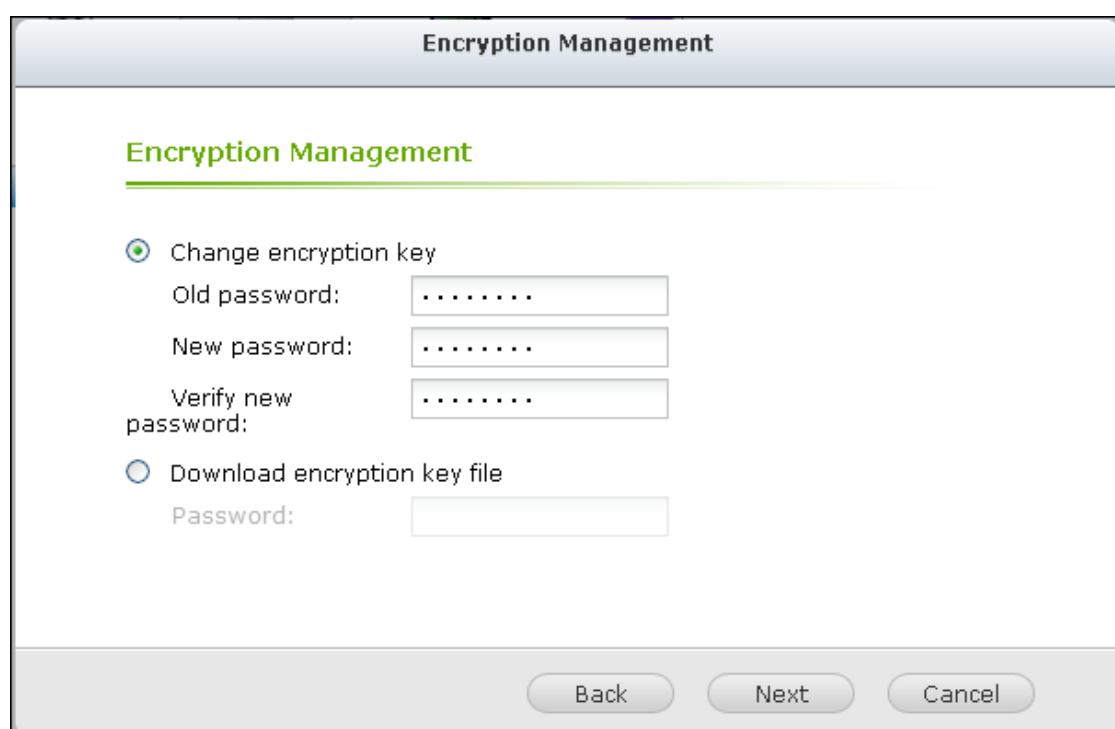 Encryption Management
Encryption Management
Change encryption key
Old password: ........
New password: ........
Verify new
password: ........
Download encryption key file
Password:
Back Next Cancel